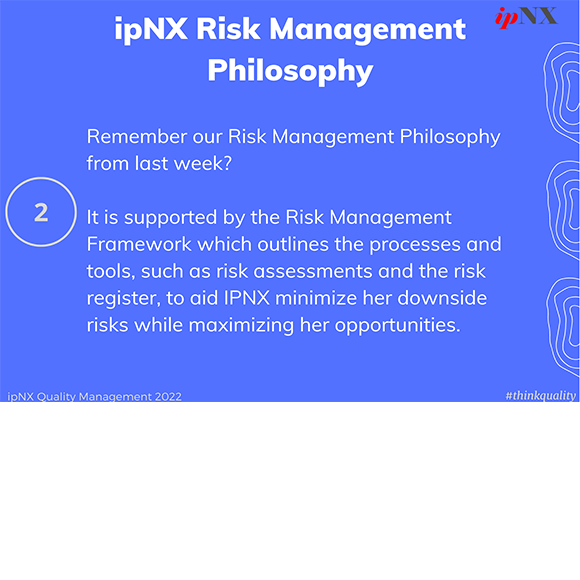 ipNX Risk Management
ipNX
Philosophy
Remember our Risk Management Philosophy
from last week?
2
It is supported by the Risk Management
Framework which outlines the processes and
tools, such as risk assessments and the risk
register, to aid IPNX minimize her downside
risks while maximizing her opportunities.
ipNX Quality Management 2022
#thinkquality